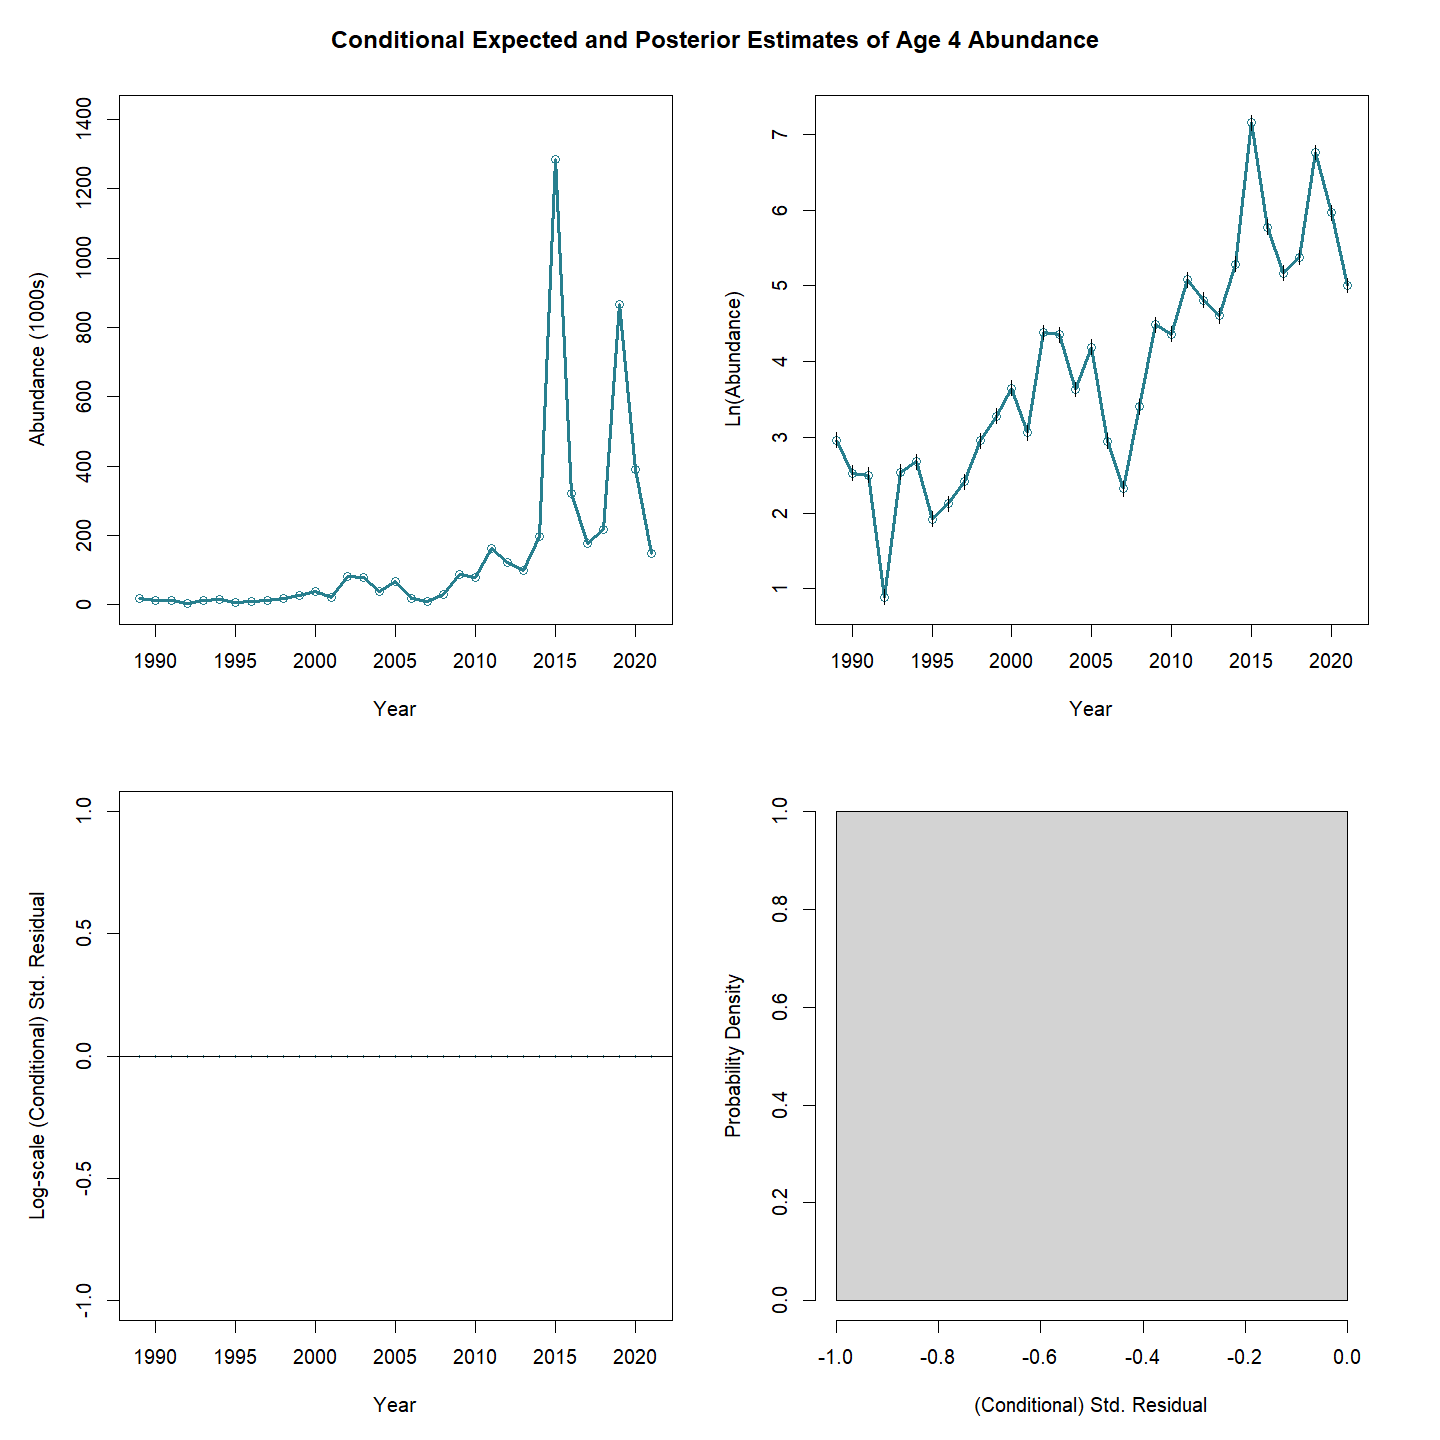 Conditional Expected and Posterior Estimates of Age 4 Abundance
Abundance (1000s)
0
200
400
600
800
1000
1200
1400
1990 1995 2000 2005 2010 2015 2020
Year
Ln(Abundance)
1
2
3
4
5
6
7
1990 1995 2000 2005 2010 2015 2020
Year
Log-scale (Conditional) Std. Residual
-1.0
-0.5
0.0
0.5
1.0
1990 1995 2000 2005 2010 2015 2020
Year
Probability Density
0.0
0.2
0.4
0.6
0.8
1.0
-1.0 -0.8 -0.6 -0.4 -0.2 0.0
(Conditional) Std. Residual